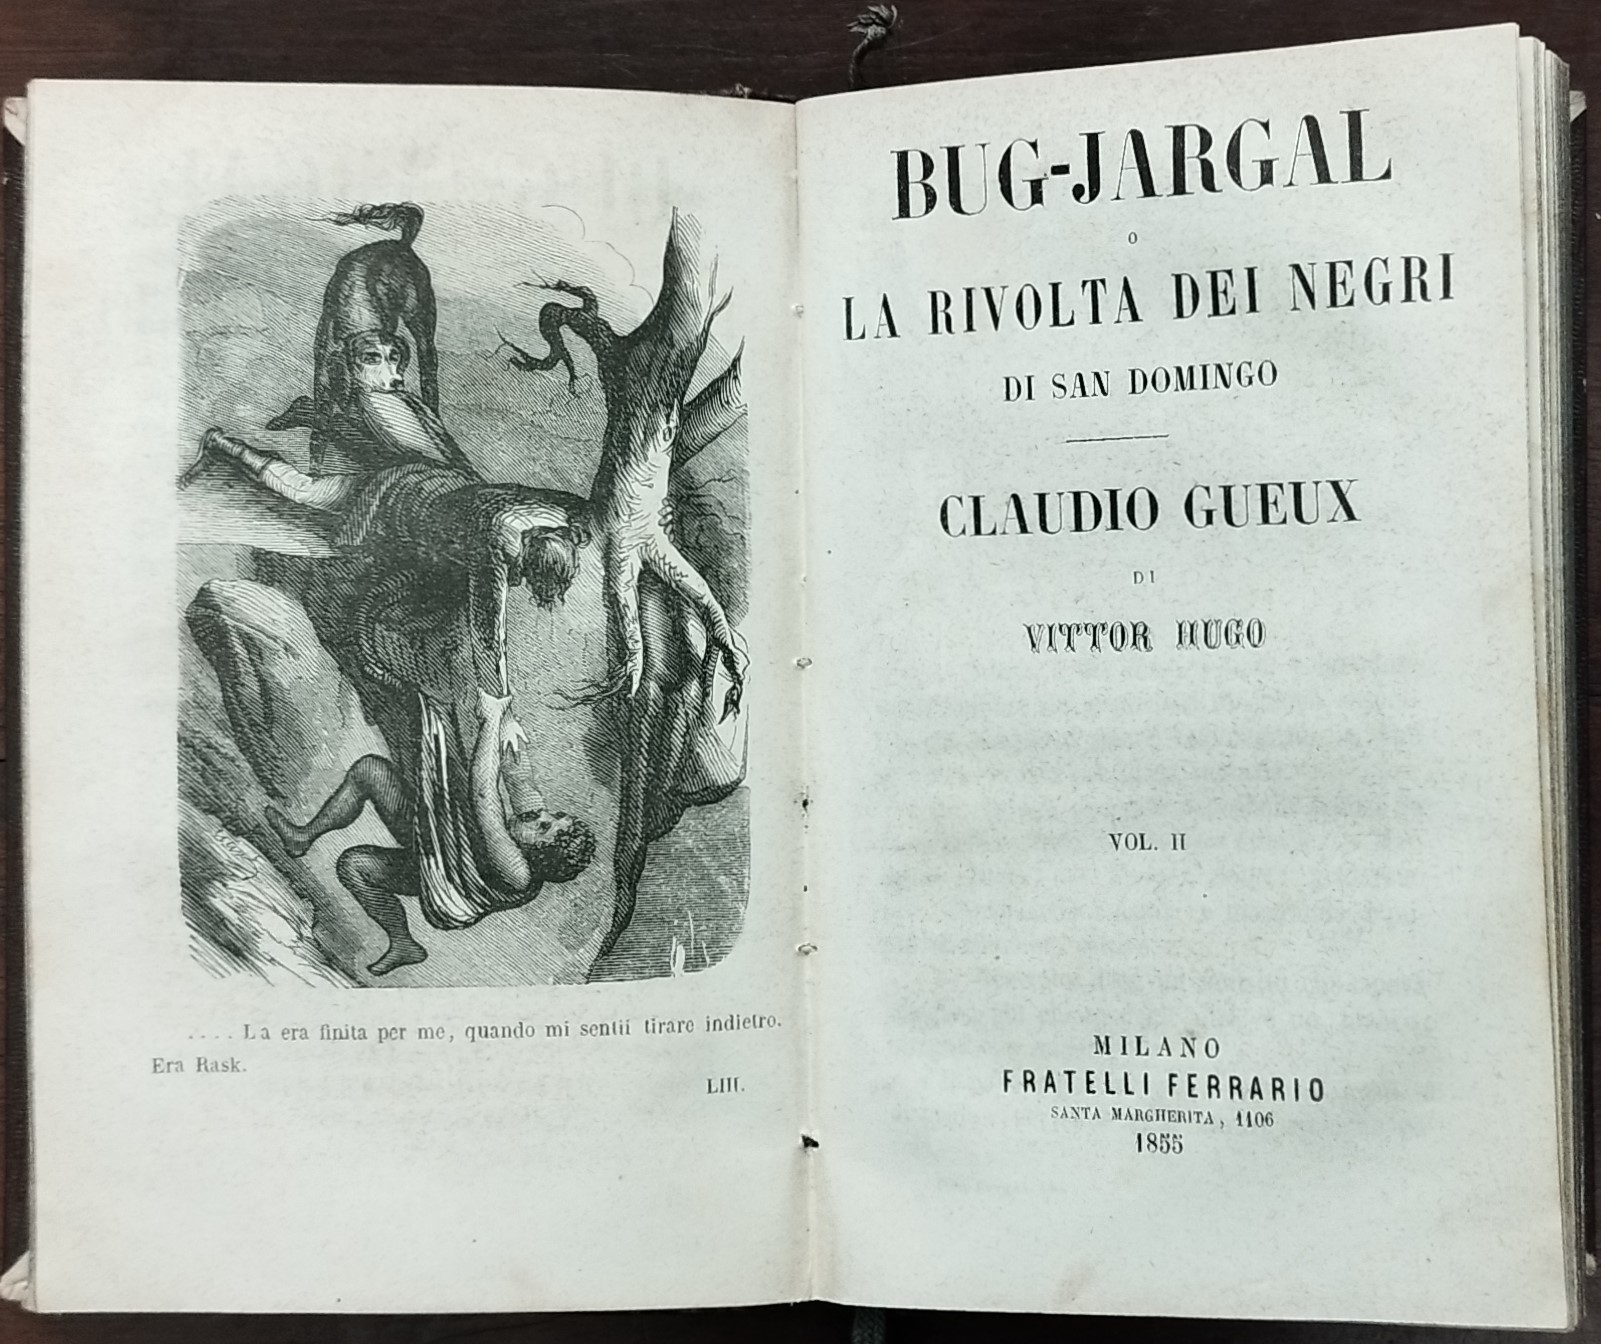 .... La era finita per me, quando mi sentii tirare indietro.
Era Rask.
LIII.
BUG-JARGAL
O
LA RIVOLTA DEI NEGRI
DI SAN DOMINGO
CLAUDIO GUEUX
DI
VITTOR HUGO
VOL. II
MILANO
FRATELLI FERRARIO
SANTA MARGHERITA, 1106
1855